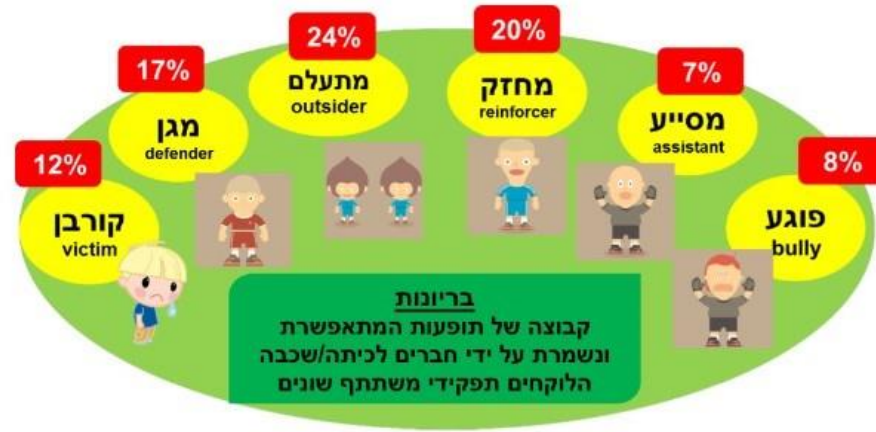 24%
מתעלם
outsider
20%
מחזק
reinforcer
17%
מגן
defender
7%
מסייע
assistant
12%
קורבן
victim
8%
פוגע
bully
בריונות
קבוצה של תופעות המתאפשרת
ונשמרת על ידי חברים לכיתה/שכבה
הלוקחים תפקידי משתתף שונים